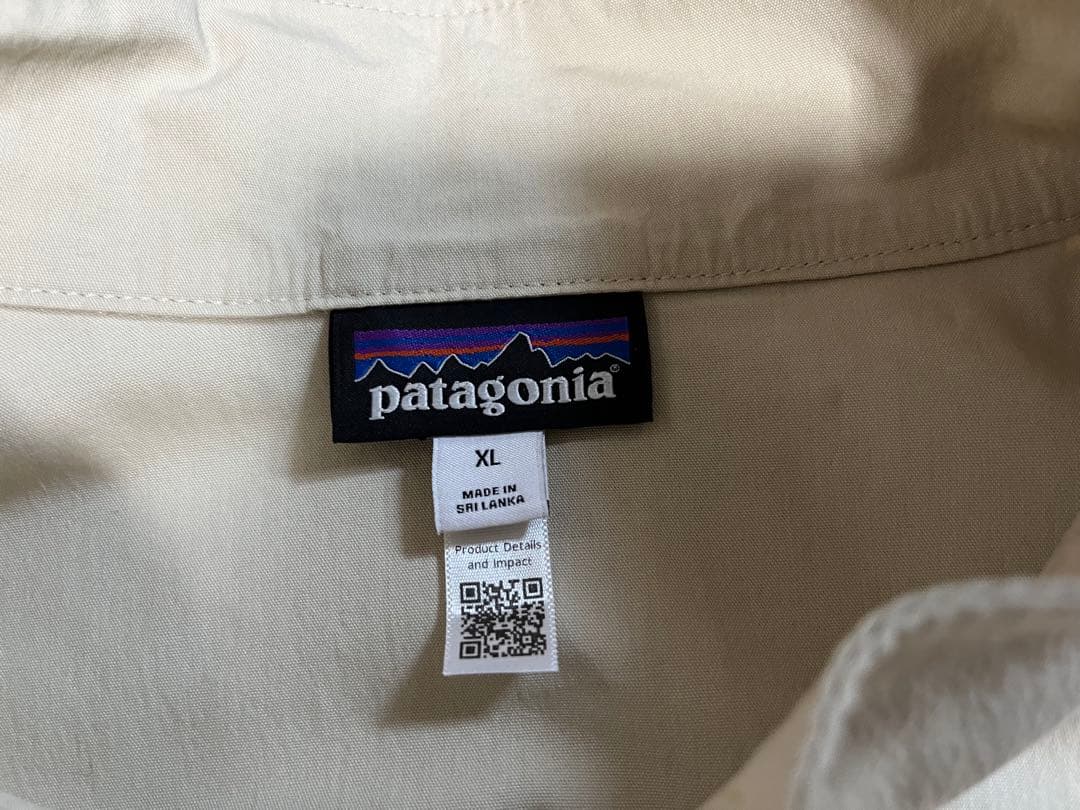 patagonia®
XL
MADE IN
SRI LANKA
Product Details
and Impact